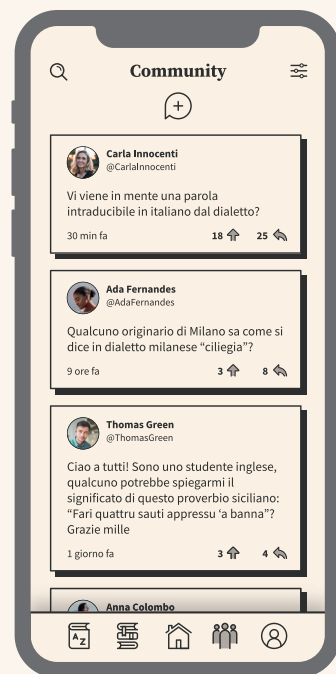 Community
Carla Innocenti
@CarlaInnocenti
Vi viene in mente una parola
intraducibile in italiano dal dialetto?
30 min fa 18 25
Ada Fernandes
@AdaFernandes
Qualcuno originario di Milano sa come si
dice in dialetto milanese “ciliegia”?
9 ore fa 3 8
Thomas Green
@ThomasGreen
Ciao a tutti! Sono uno studente inglese,
qualcuno potrebbe spiegarmi il
significato di questo proverbio siciliano:
“Fari quattru sauti appressu ‘a banna”?
Grazie mille
1 giorno fa 3 4
Anna Colombo
A Z